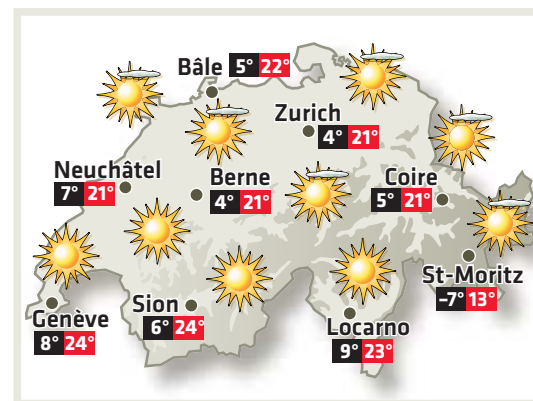 Bâle 5° 22°
Zurich
4° 21°
Neuchâtel
7° 21°
Berne
4° 21°
Coire
5° 21°
St-Moritz
–7° 13°
Sion
6° 24°
Genève
8° 24°
Locarno
9° 23°